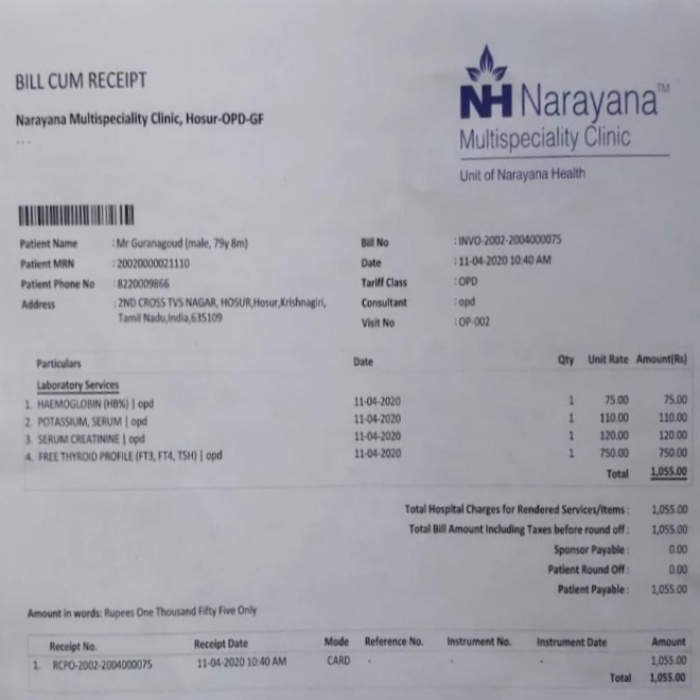 BILL CUM RECEIPT
Narayana Multispeciality Clinic, Hosur-OPD-GF
---
NH Narayana™
Multispeciality Clinic
Unit of Narayana Health
Patient Name : Mr Guranagoud (male, 79y 8m) Bill No : INVO-2002-2004000075
Patient MRN : 20020000021110 Date : 11-04-2020 10:40 AM
Patient Phone No : 8220009866 Tariff Class : OPD
Address : 2ND CROSS TVS NAGAR, HOSUR,Hosur,Krishnagiri, Consultant : opd
Tamil Nadu,India,635109 Visit No : OP-002
Particulars Date Qty Unit Rate Amount(Rs)
Laboratory Services
1. HAEMOGLOBIN (HB%) | opd 11-04-2020 1 75.00 75.00
2. POTASSIUM, SERUM | opd 11-04-2020 1 110.00 110.00
3. SERUM CREATININE | opd 11-04-2020 1 120.00 120.00
4. FREE THYROID PROFILE (FT3, FT4, TSH) | opd 11-04-2020 1 750.00 750.00
Total 1,055.00
Total Hospital Charges for Rendered Services/Items : 1,055.00
Total Bill Amount Including Taxes before round off : 1,055.00
Sponsor Payable : 0.00
Patient Round Off : 0.00
Patient Payable : 1,055.00
Amount in words: Rupees One Thousand Fifty Five Only
Receipt No. Receipt Date Mode Reference No. Instrument No. Instrument Date Amount
1. RCPO-2002-2004000075 11-04-2020 10:40 AM CARD - - - 1,055.00
Total 1,055.00